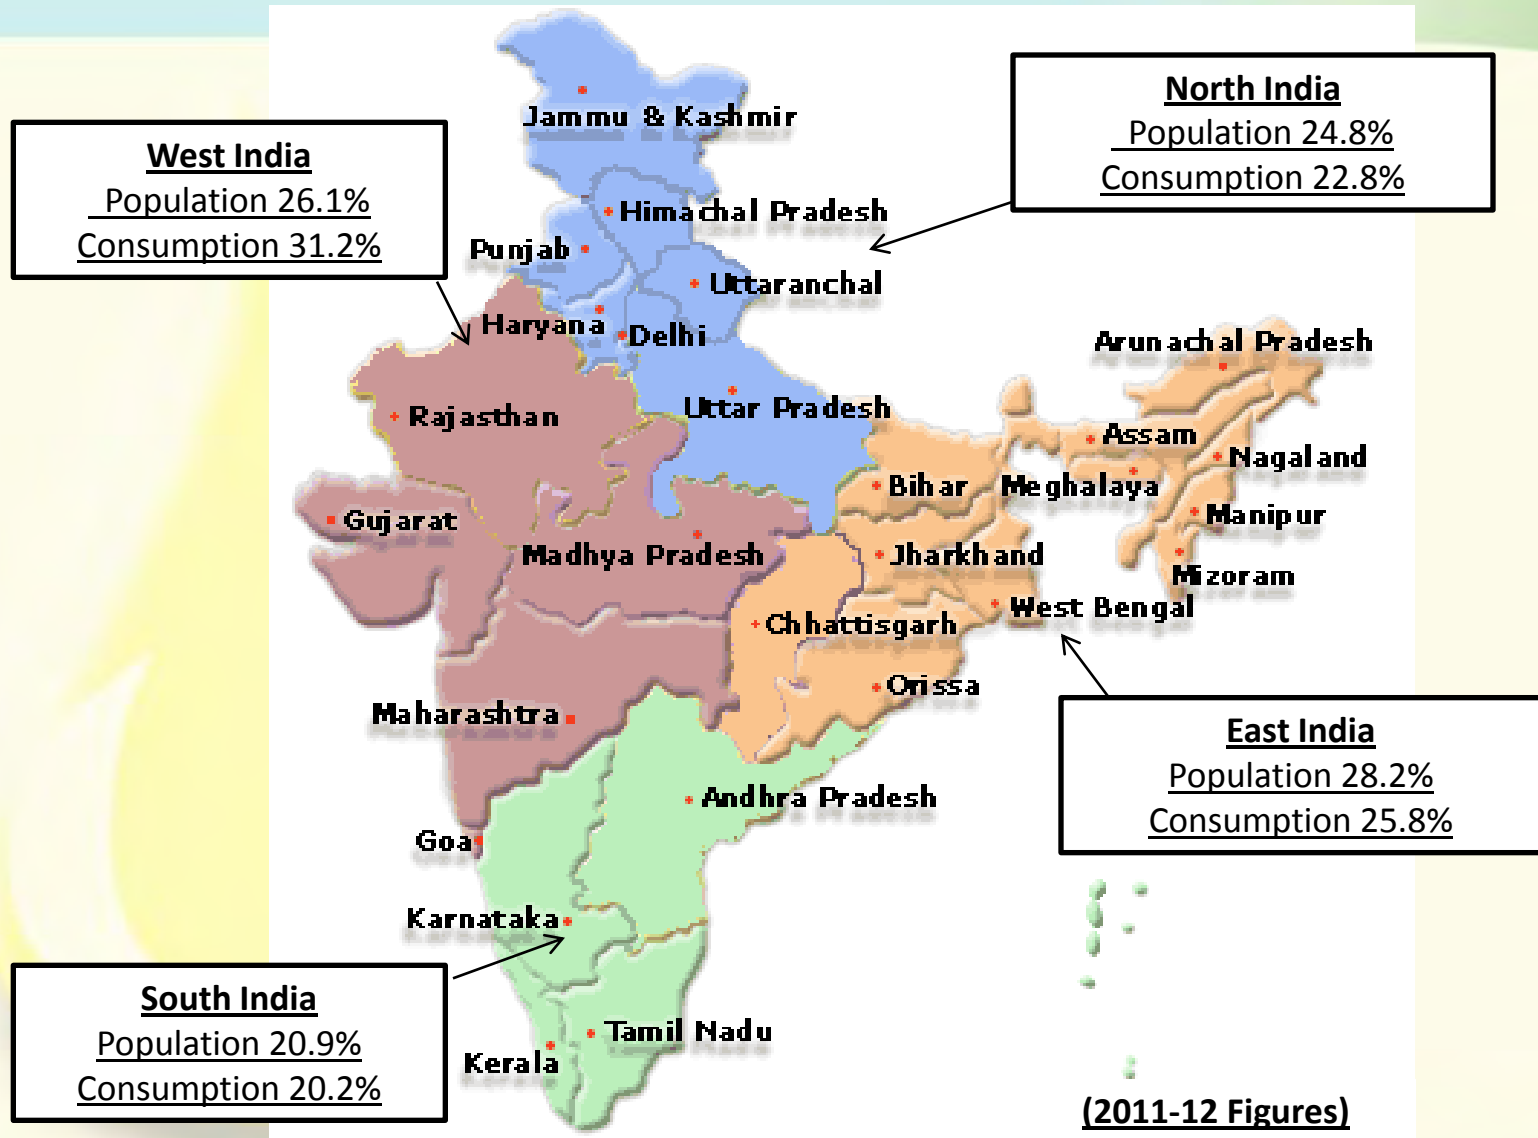 North India
Population 24.8%
Consumption 22.8%
West India
Population 26.1%
Consumption 31.2%
Jammu & Kashmir
Himachal Pradesh
Punjab
Uttaranchal
Haryana
Delhi
Arunachal Pradesh
Rajasthan
Uttar Pradesh
Assam
Nagaland
Bihar
Meghalaya
Gujarat
Manipur
Madhya Pradesh
Jharkhand
Mizoram
West Bengal
Chhattisgarh
Orissa
Maharashtra
East India
Population 28.2%
Consumption 25.8%
Andhra Pradesh
Goa
Karnataka
South India
Population 20.9%
Consumption 20.2%
Tamil Nadu
Kerala
(2011-12 Figures)